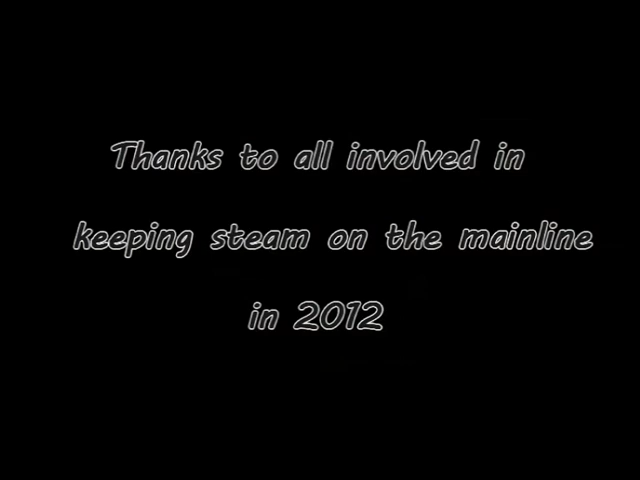 Thanks to all involved in
keeping steam on the mainline
in 2012